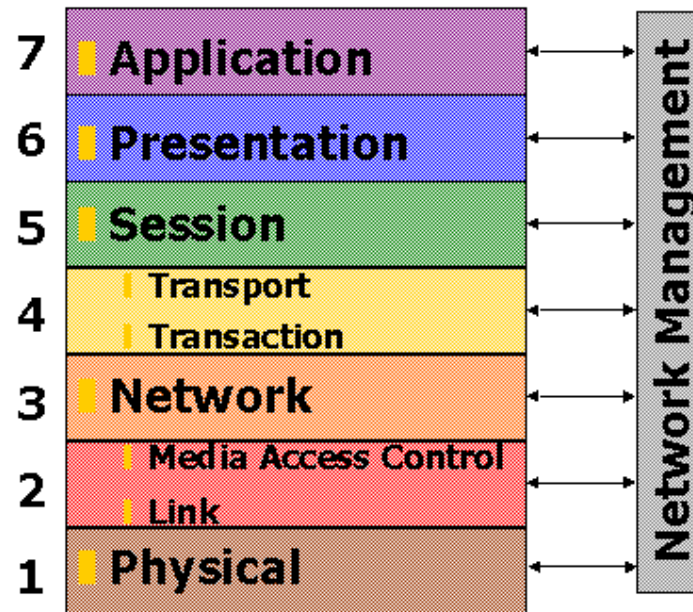 7 Application
6 Presentation
5 Session
4 Transport
Transaction
3 Network
2 Media Access Control
Link
1 Physical
Network Management